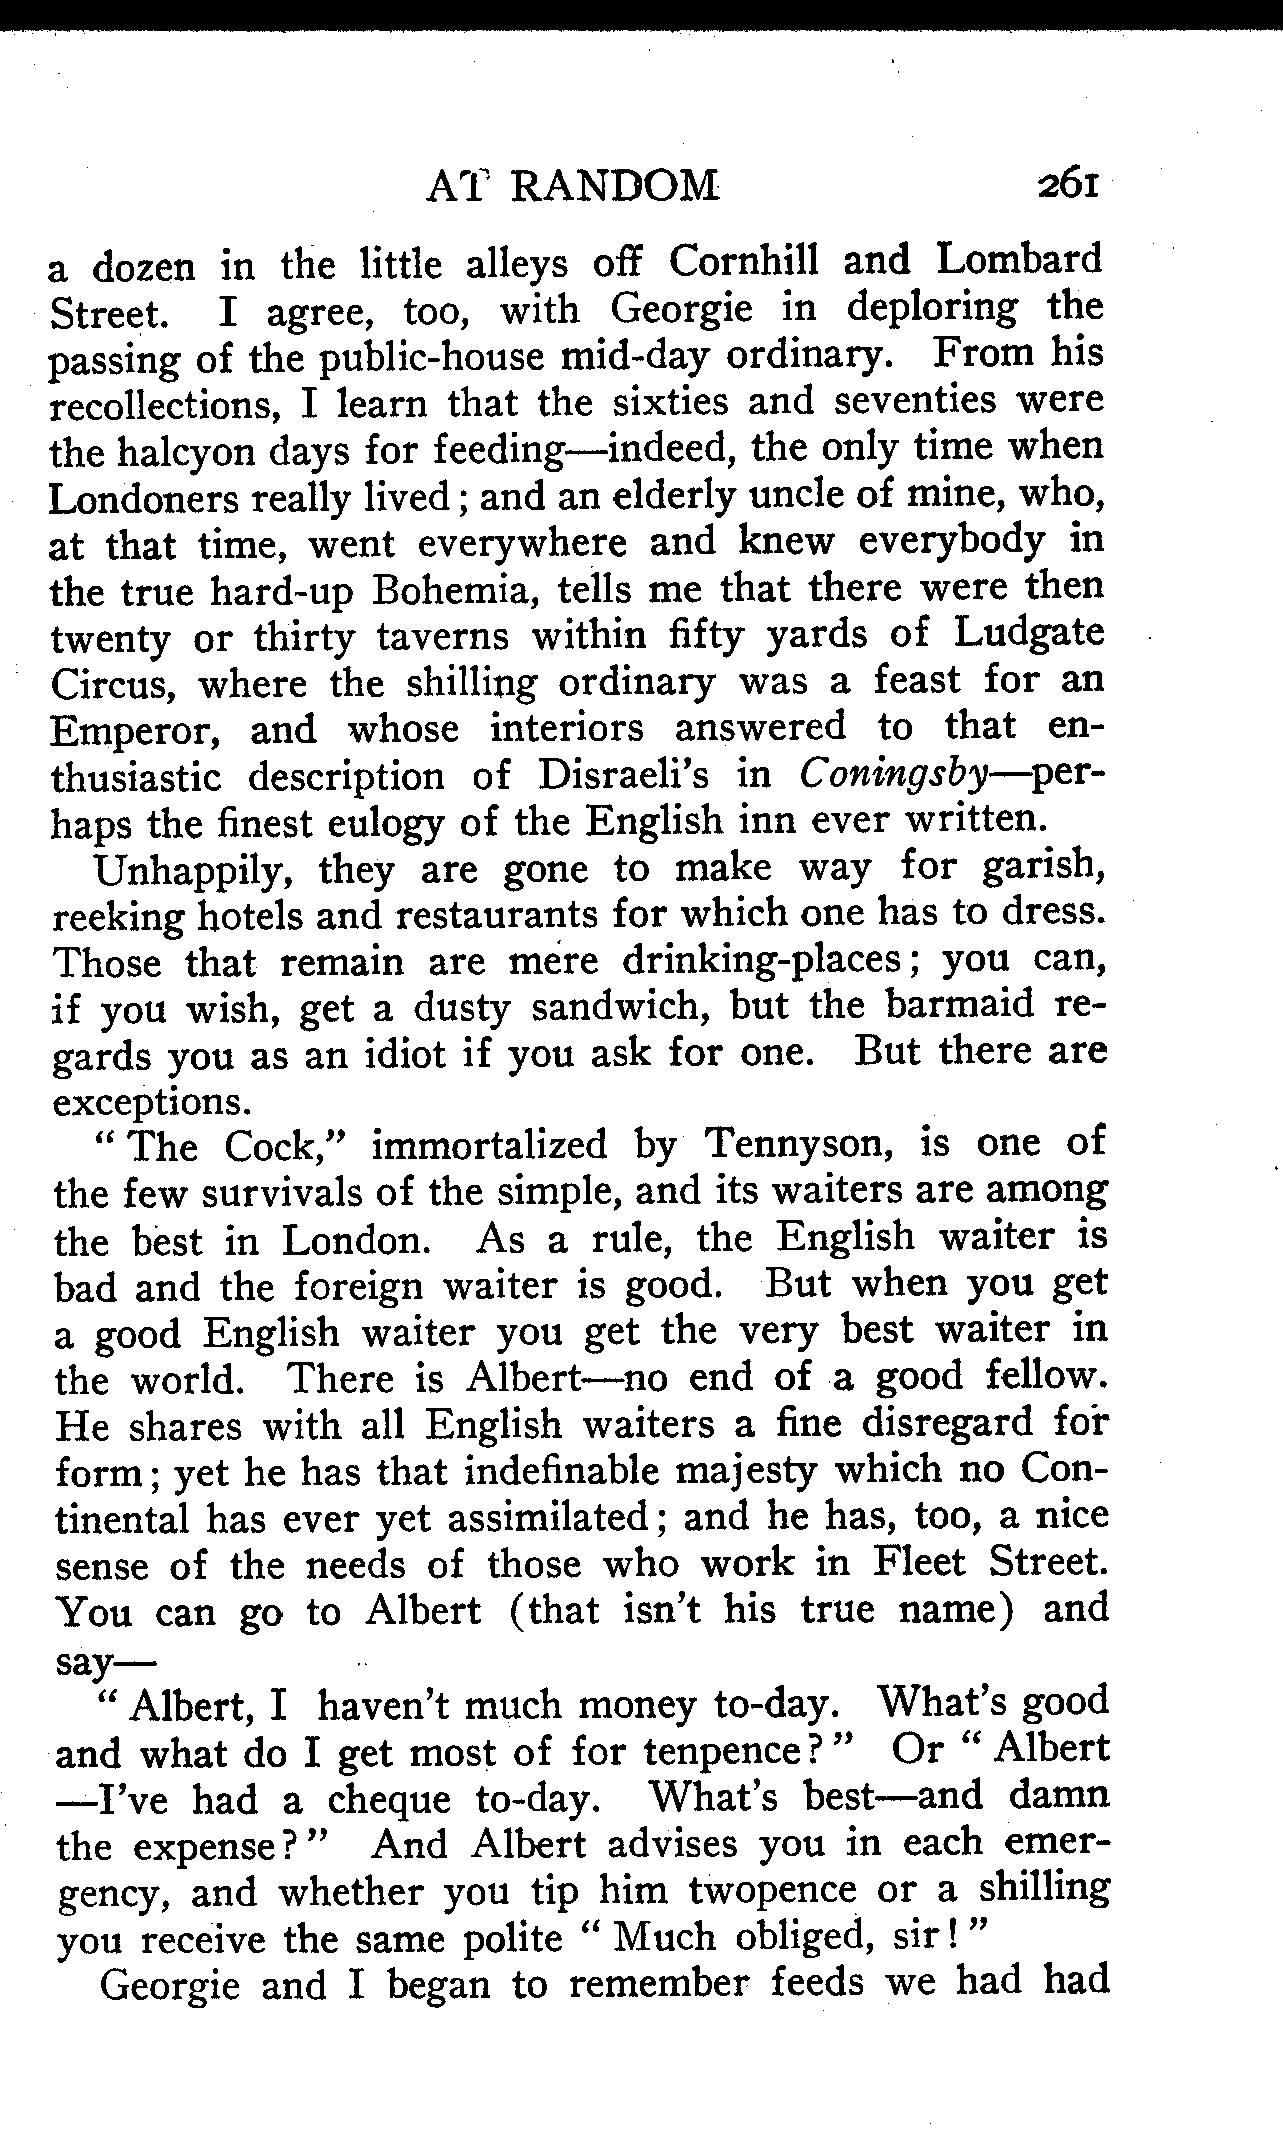 AT RANDOM 261
a dozen in the little alleys off Cornhill and Lombard
Street. I agree, too, with Georgie in deploring the
passing of the public-house mid-day ordinary. From his
recollections, I learn that the sixties and seventies were
the halcyon days for feeding—indeed, the only time when
Londoners really lived; and an elderly uncle of mine, who,
at that time, went everywhere and knew everybody in
the true hard-up Bohemia, tells me that there were then
twenty or thirty taverns within fifty yards of Ludgate
Circus, where the shilling ordinary was a feast for an
Emperor, and whose interiors answered to that en-
thusiastic description of Disraeli's in Coningsby—per-
haps the finest eulogy of the English inn ever written.
Unhappily, they are gone to make way for garish,
reeking hotels and restaurants for which one has to dress.
Those that remain are mere drinking-places; you can,
if you wish, get a dusty sandwich, but the barmaid re-
gards you as an idiot if you ask for one. But there are
exceptions.
"The Cock," immortalized by Tennyson, is one of
the few survivals of the simple, and its waiters are among
the best in London. As a rule, the English waiter is
bad and the foreign waiter is good. But when you get
a good English waiter you get the very best waiter in
the world. There is Albert—no end of a good fellow.
He shares with all English waiters a fine disregard for
form; yet he has that indefinable majesty which no Con-
tinental has ever yet assimilated; and he has, too, a nice
sense of the needs of those who work in Fleet Street.
You can go to Albert (that isn't his true name) and
say—
"Albert, I haven't much money to-day. What's good
and what do I get most of for tenpence?" Or "Albert
—I've had a cheque to-day. What's best—and damn
the expense?" And Albert advises you in each emer-
gency, and whether you tip him twopence or a shilling
you receive the same polite "Much obliged, sir!"
Georgie and I began to remember feeds we had had